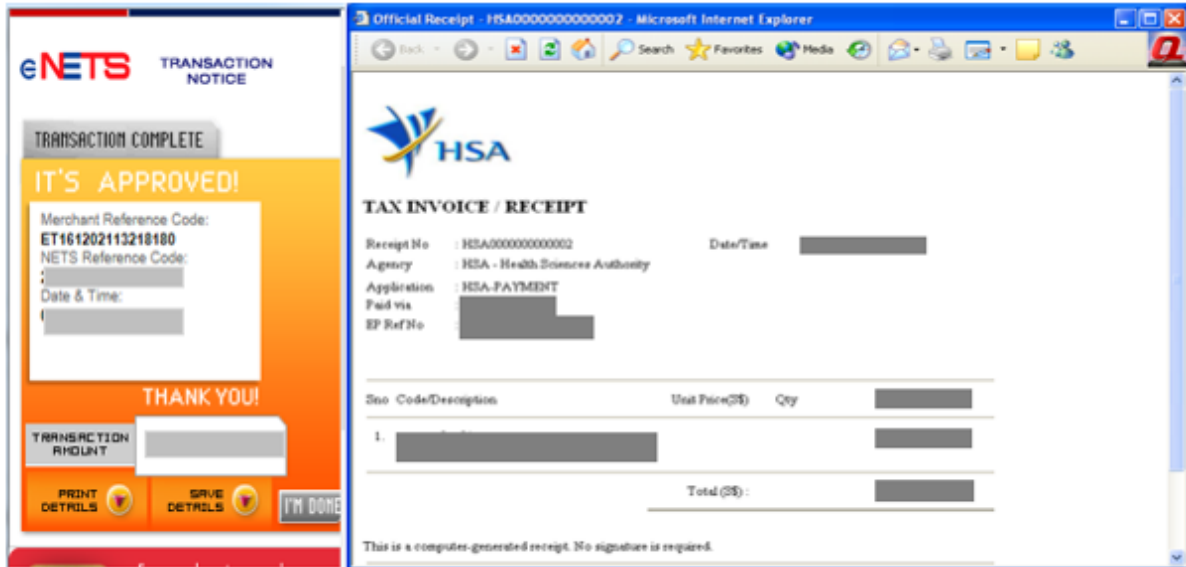 eNETS TRANSACTION
NOTICE
TRANSACTION COMPLETE
IT'S APPROVED!
Merchant Reference Code:
ET161202113218180
NETS Reference Code:
Date & Time:
THANK YOU!
TRANSACTION
AMOUNT
PRINT
DETAILS
SAVE
DETAILS
I'M DONE
Official Receipt - HSA0000000000002 - Microsoft Internet Explorer
Back Search Favorites Media
HSA
TAX INVOICE / RECEIPT
Receipt No : HSA0000000000002 Date/Time
Agency : HSA - Health Sciences Authority
Application : HSA-PAYMENT
Paid via :
EP Ref No :
Sno Code/Description Unit Price(S$) Qty
1.
Total (S$) :
This is a computer-generated receipt. No signature is required.